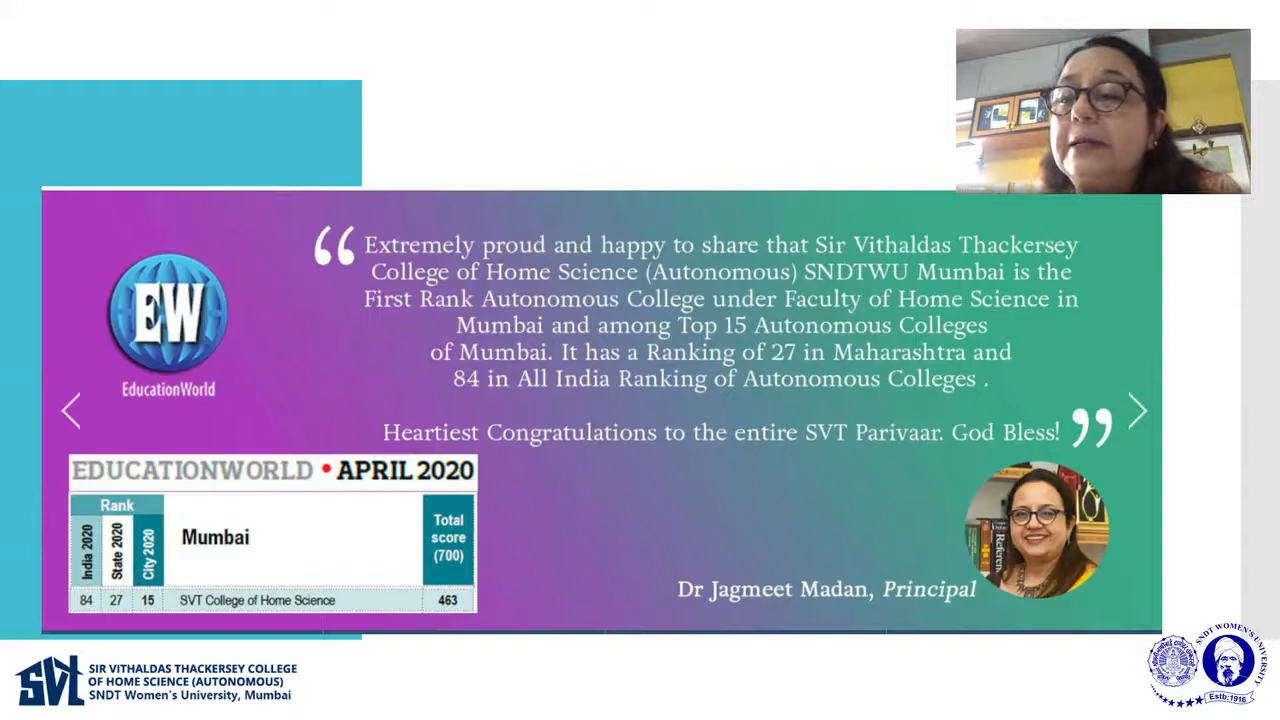 “ Extremely proud and happy to share that Sir Vithaldas Thackersey
College of Home Science (Autonomous) SNDTWU Mumbai is the
First Rank Autonomous College under Faculty of Home Science in
Mumbai and among Top 15 Autonomous Colleges
of Mumbai. It has a Ranking of 27 in Maharashtra and
84 in All India Ranking of Autonomous Colleges .
Heartiest Congratulations to the entire SVT Parivaar. God Bless! ”
EW
EducationWorld
EDUCATIONWORLD • APRIL 2020
Rank
India 2020
State 2020
City 2020
Mumbai
Total
score
(700)
84 27 15 SVT College of Home Science 463
Dr Jagmeet Madan, Principal
SVT
SIR VITHALDAS THACKERSEY COLLEGE
OF HOME SCIENCE (AUTONOMOUS)
SNDT Women's University, Mumbai
SNDT WOMEN'S UNIVERSITY
Estb:1916